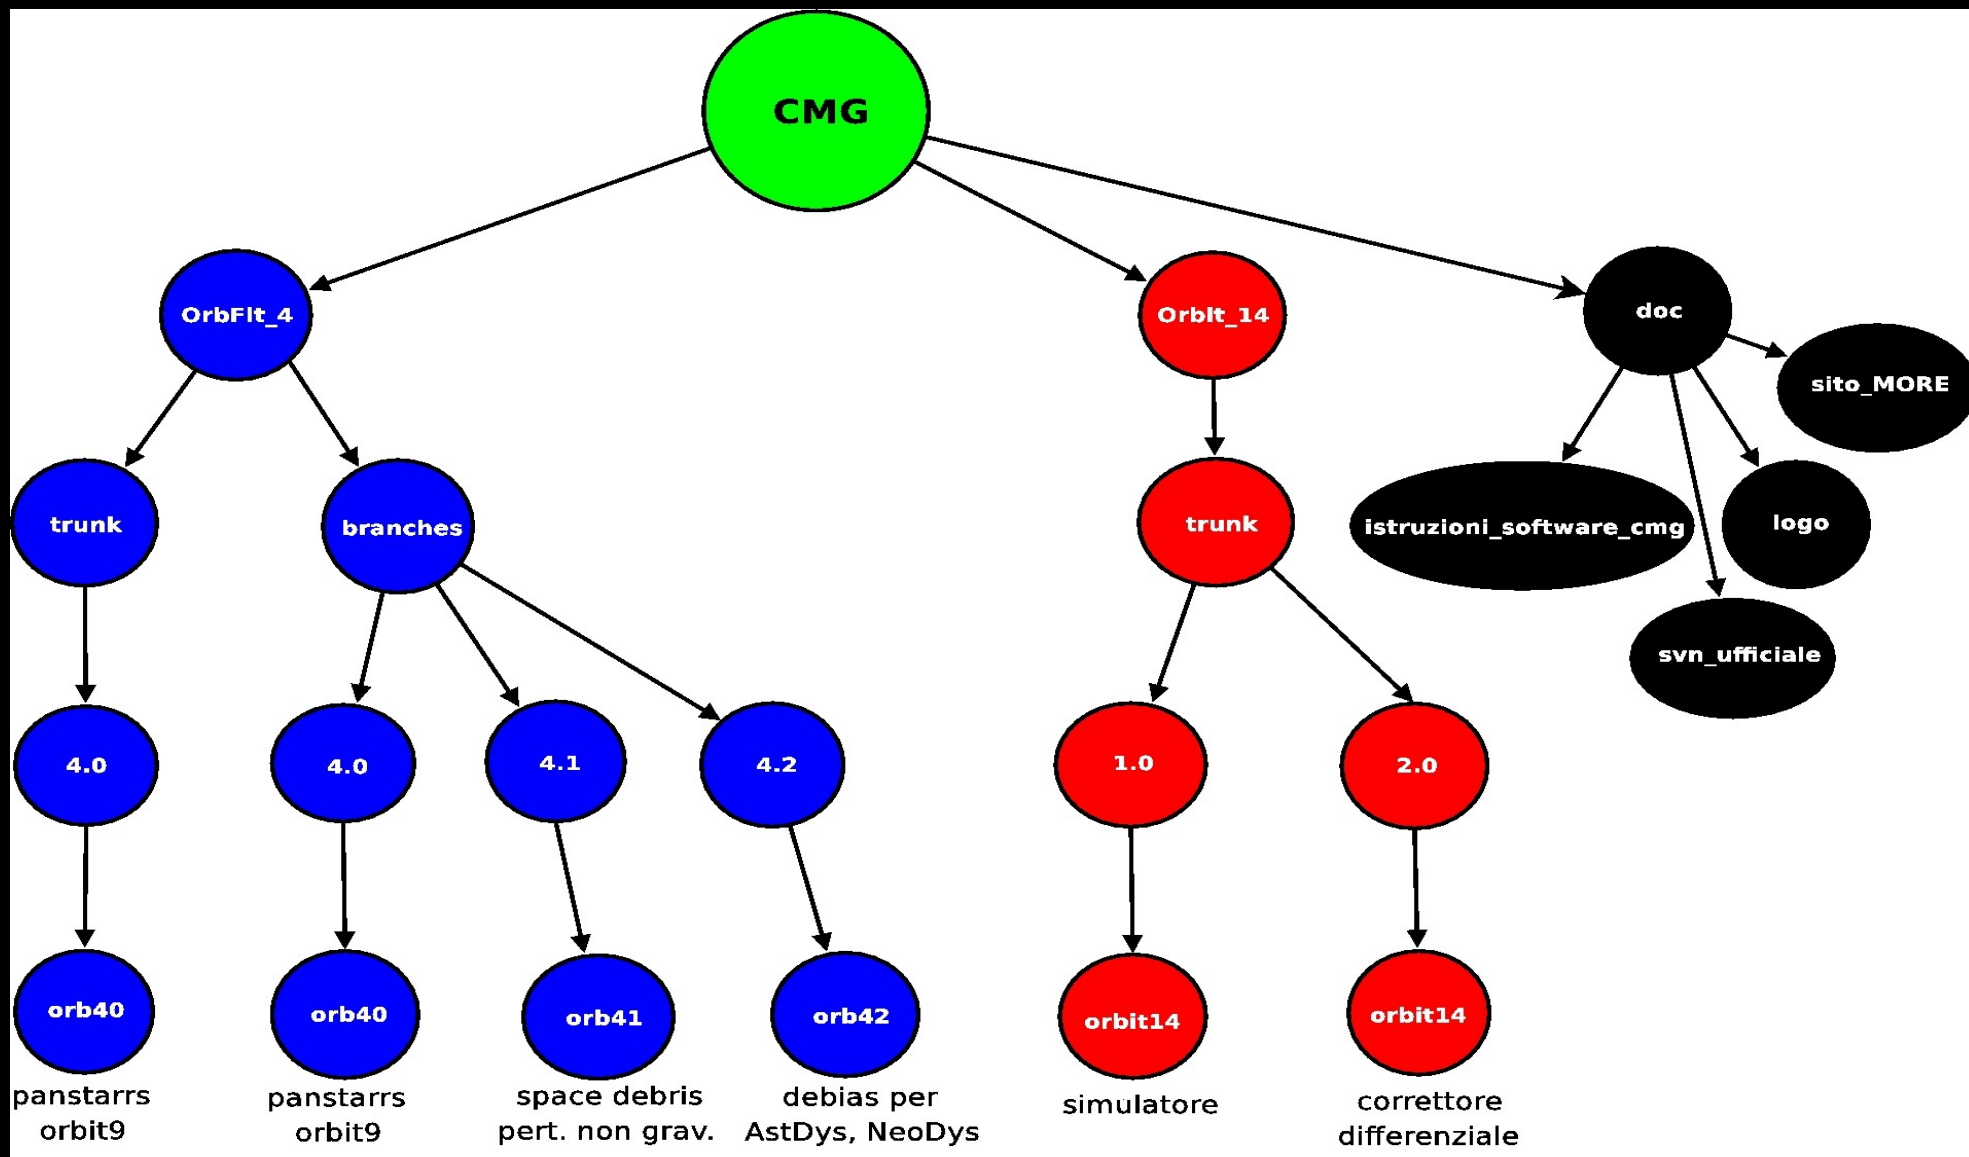 CMG
OrbFIt_4
OrbIt_14
doc
sito_MORE
trunk
branches
trunk
istruzioni_software_cmg
logo
svn_ufficiale
4.0
4.0
4.1
4.2
1.0
2.0
orb40
orb40
orb41
orb42
orbit14
orbit14
panstarrs
orbit9
panstarrs
orbit9
space debris
pert. non grav.
debias per
AstDys, NeoDys
simulatore
correttore
differenziale